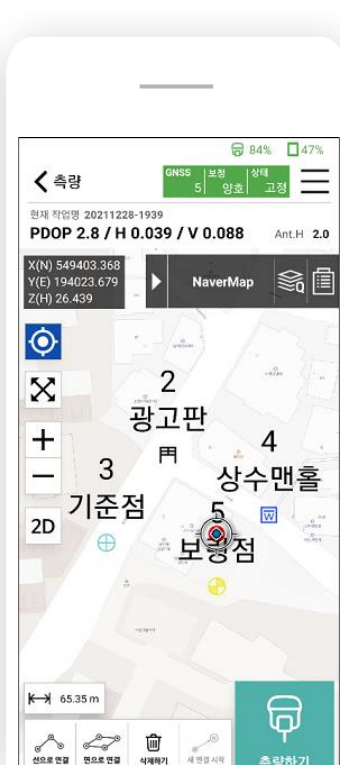 84% 47%
측량
GNSS 보정 상태
5 양호 고정
현재 작업명 20211228-1939
PDOP 2.8 / H 0.039 / V 0.088 Ant.H 2.0
X(N) 549403.368
Y(E) 194023.679
Z(H) 26.439
NaverMap
Q
2
광고판
4
상수맨홀
W
3
기준점
5
2D
65.35 m
선으로 연결 면으로 연결 삭제하기 새 연결 시작
측량하기